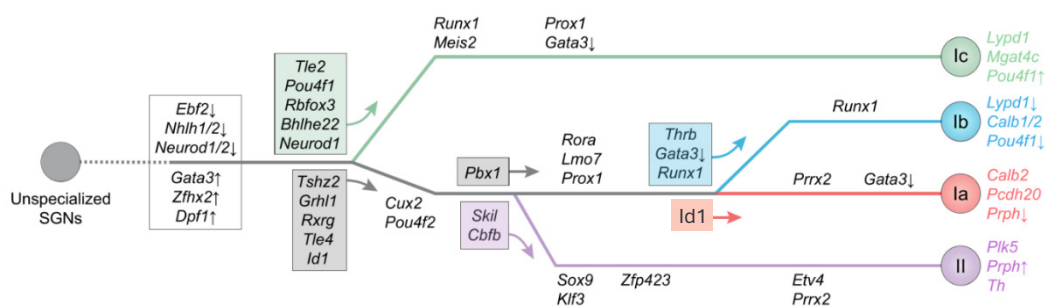 Unspecialized
SGNs
Ebf2↓
Nhlh1/2↓
Neurod1/2↓
Gata3↑
Zfhx2↑
Dpf1↑
Tle2
Pou4f1
Rbfox3
Bhlhe22
Neurod1
Tshz2
Grhl1
Rxrg
Tle4
Id1
Runx1
Meis2
Prox1
Gata3↓
Ic
Lypd1
Mgat4c
Pou4f1↑
Cux2
Pou4f2
Pbx1
Skil
Cbfb
Rora
Lmo7
Prox1
Thrb
Gata3↓
Runx1
Id1
Runx1
Ib
Lypd1↓
Calb1/2
Pou4f1↓
Prrx2
Gata3↓
Ia
Calb2
Pcdh20
Prph↓
Sox9
Klf3
Zfp423
Etv4
Prrx2
II
Plk5
Prph↑
Th